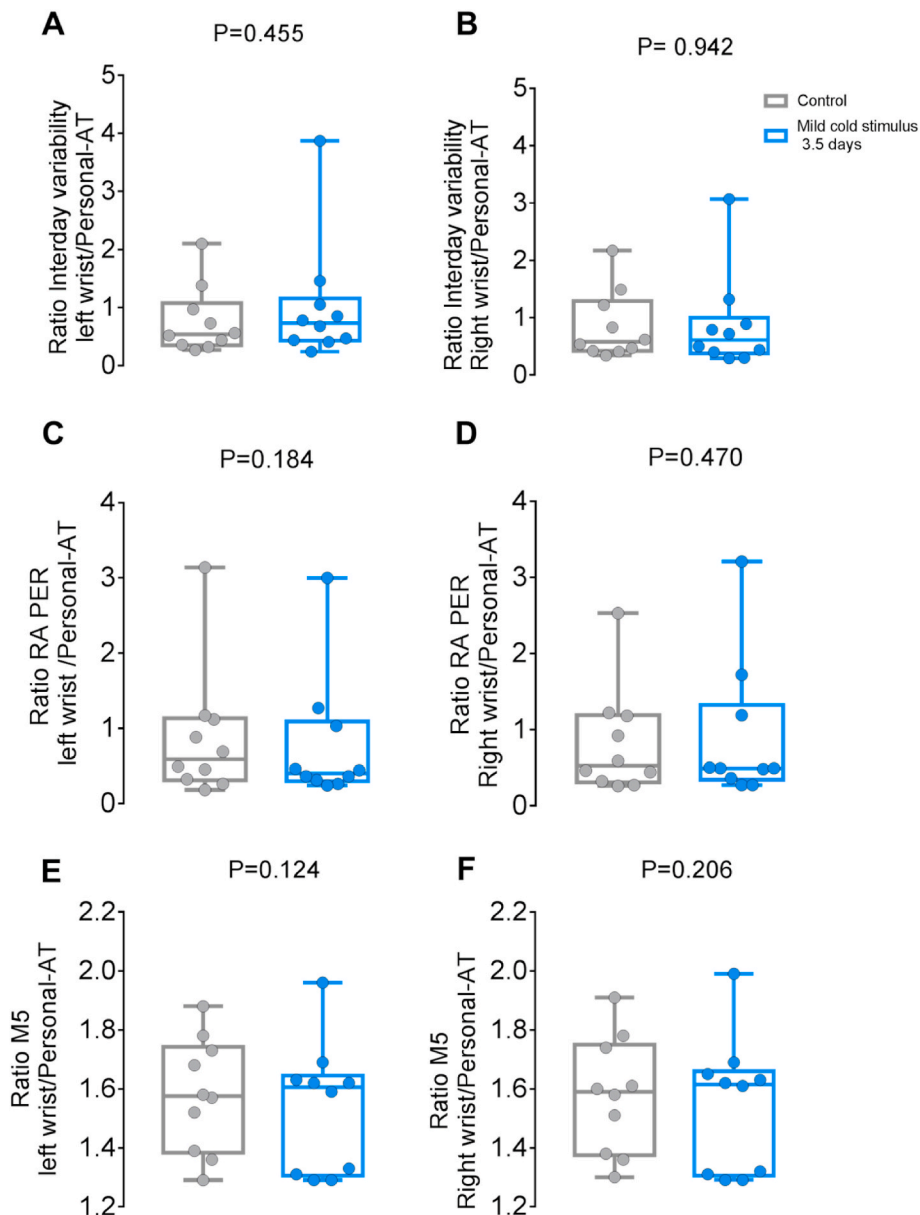 A
P=0.455
Ratio Interday variability
left wrist/Personal-AT
5
4
3
2
1
0
B
P= 0.942
Ratio Interday variability
Right wrist/Personal-AT
5
4
3
2
1
0
Control
Mild cold stimulus
3.5 days
C
P=0.184
Ratio RA PER
left wrist /Personal-AT
4
3
2
1
0
D
P=0.470
Ratio RA PER
Right wrist/Personal-AT
4
3
2
1
0
E
P=0.124
Ratio M5
left wrist/Personal-AT
2.2
2.0
1.8
1.6
1.4
1.2
F
P=0.206
Ratio M5
Right wrist/Personal-AT
2.2
2.0
1.8
1.6
1.4
1.2